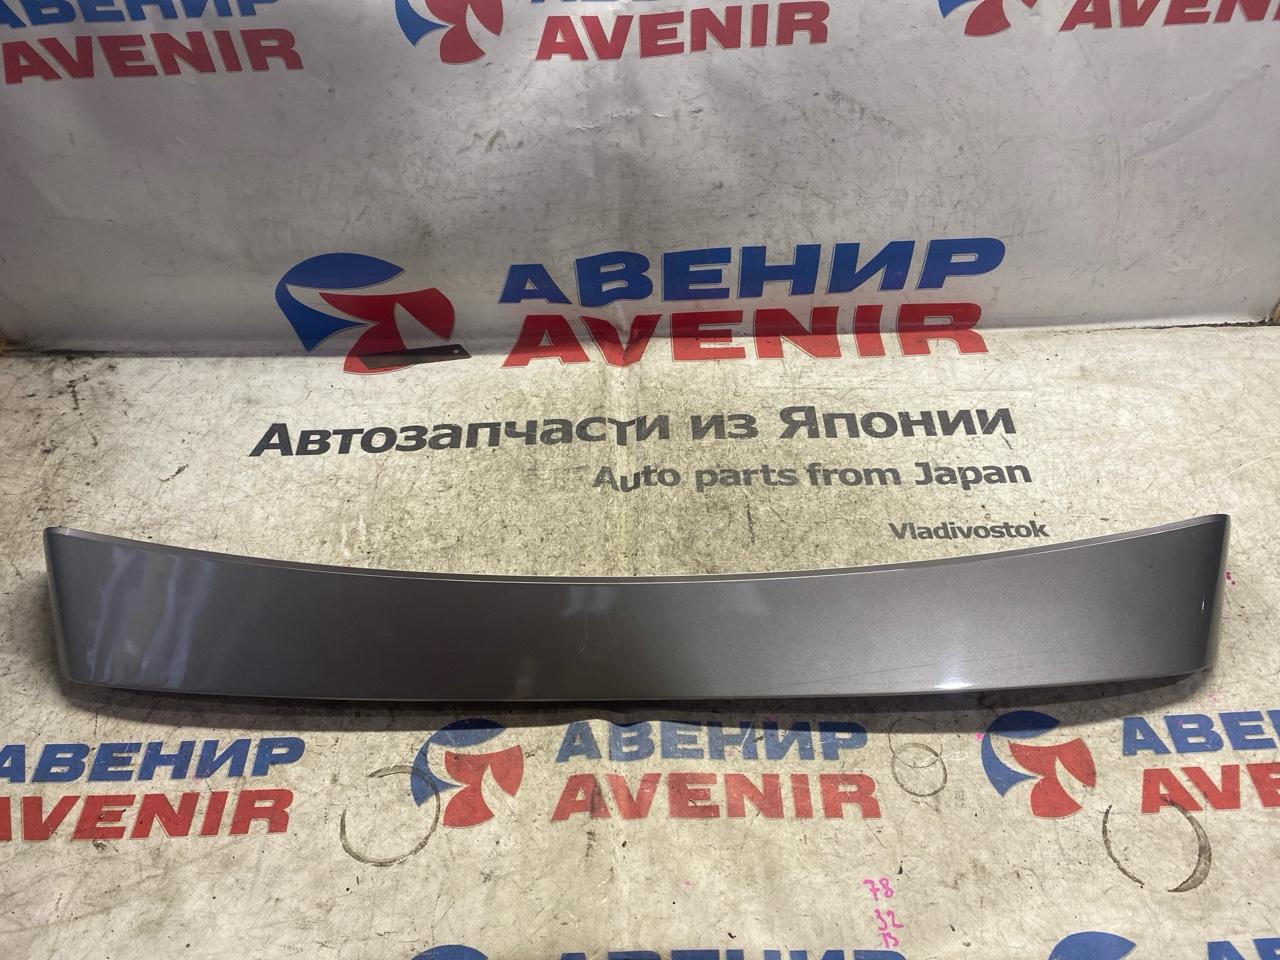 АВЕНИР
AVENIR
AVENIR
AVENIR
АВЕНИР
AVENIR
Автозапчасти из Японии
Auto parts from Japan
Vladivostok
АВЕНИР
AVENIR
АВЕНИР
AVENIR
АВЕНИР
AVENIR
78
32